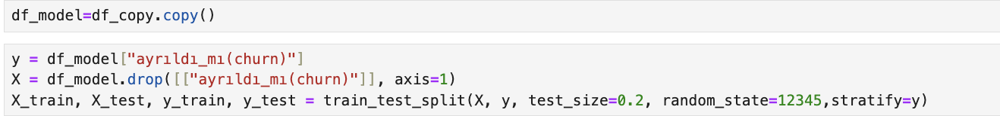 df_model=df_copy.copy()
y = df_model["ayrıldı_mı(churn)"]
X = df_model.drop([["ayrıldı_mı(churn)"]], axis=1)
X_train, X_test, y_train, y_test = train_test_split(X, y, test_size=0.2, random_state=12345,stratify=y)